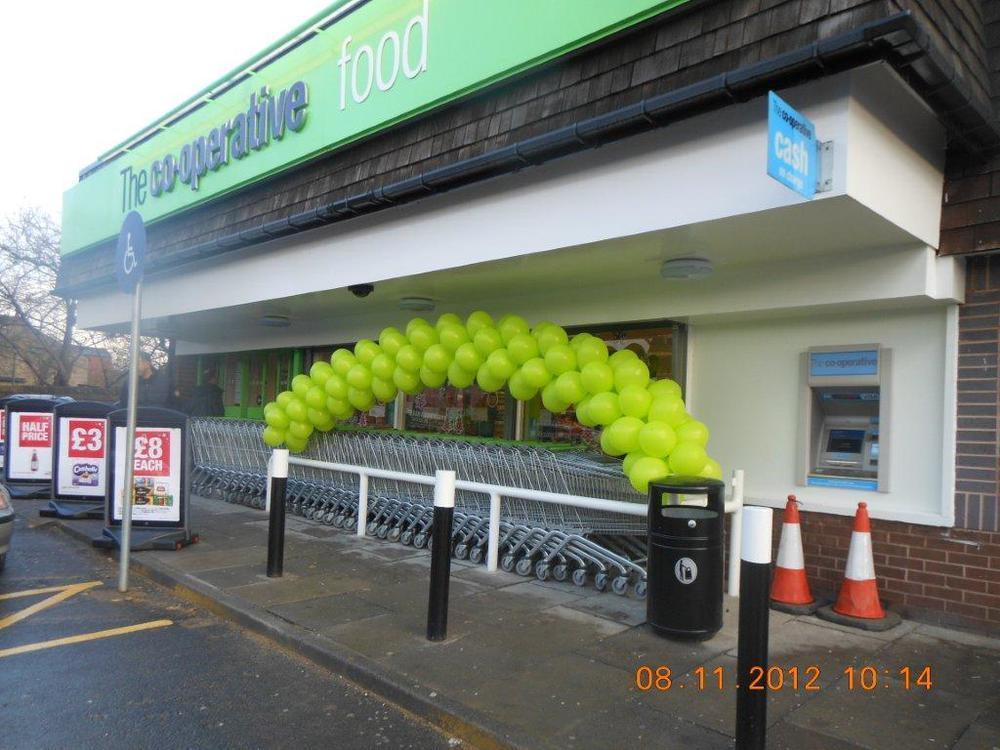 The co-operative food
The co-operative
cash
HALF
PRICE
£3
£8
EACH
The co-operative
08.11.2012 10:14